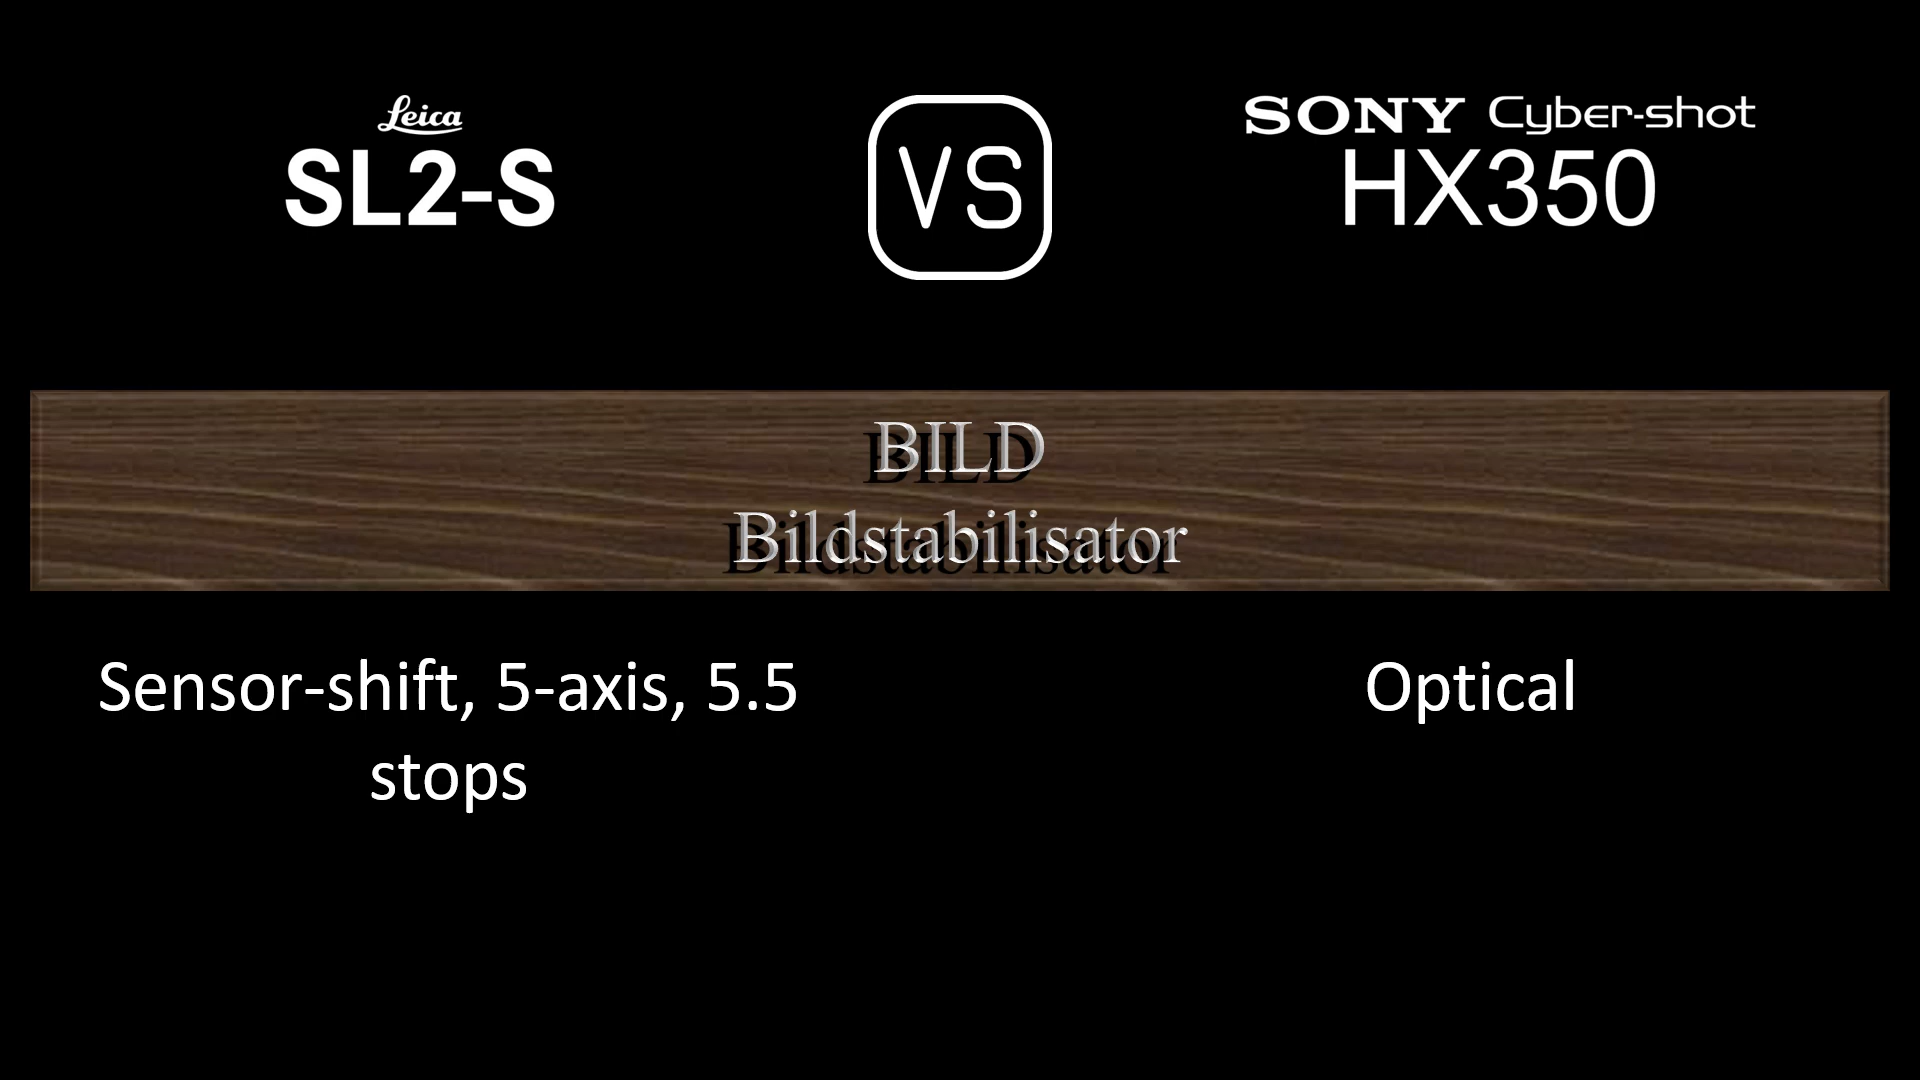 Leica
SL2-S
VS
SONY Cyber-shot
HX350
BILD
Bildstabilisator
Sensor-shift, 5-axis, 5.5
stops
Optical